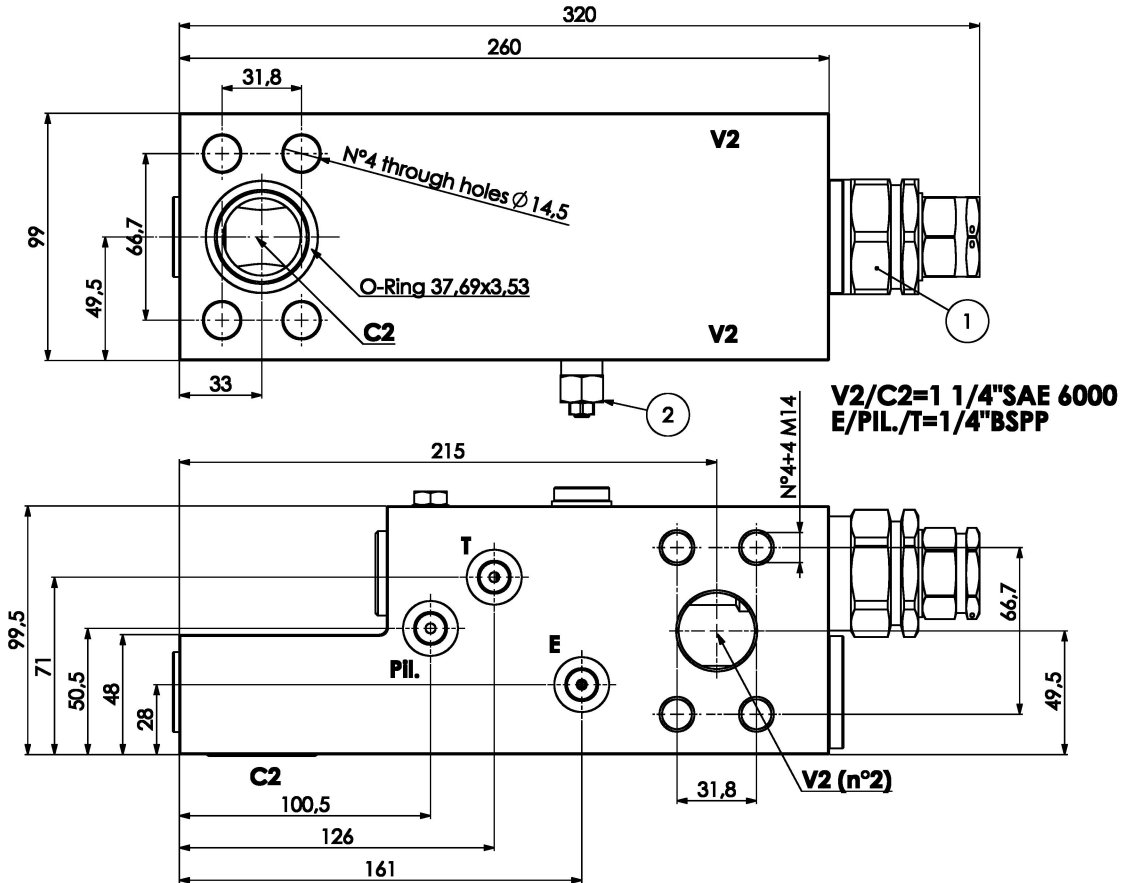 320
260
31,8
V2
N°4 through holes Ø 14,5
99
66,7
49,5
O-Ring 37,69x3,53
1
C2
V2
33
2
V2/C2=1 1/4"SAE 6000
E/PIL./T=1/4"BSPP
215
N°4+4 M14
T
99,5
71
50,5
48
28
Pil.
E
66,7
49,5
C2
31,8
V2 (n°2)
100,5
126
161